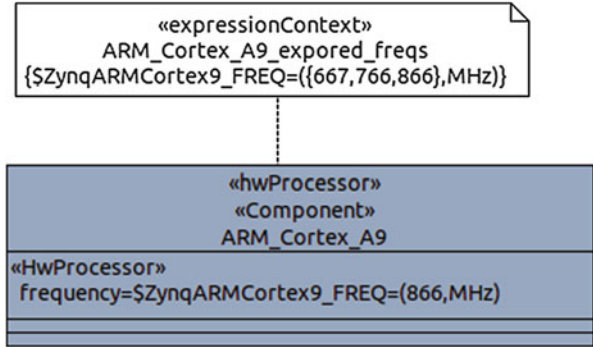 «expressionContext»
ARM_Cortex_A9_expored_freqs
{$ZynqARMCortex9_FREQ=({667,766,866},MHz)}
«hwProcessor»
«Component»
ARM_Cortex_A9
«HwProcessor»
frequency=$ZynqARMCortex9_FREQ=(866,MHz)